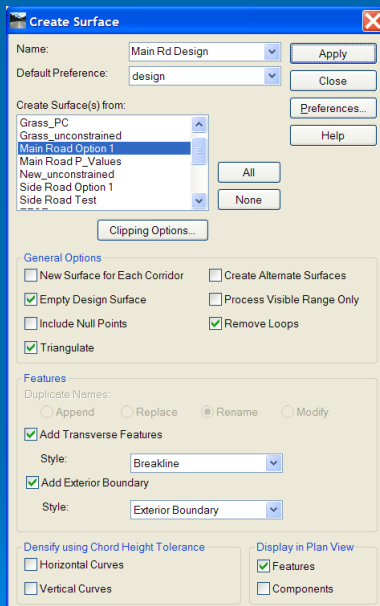 Create Surface
Name: Main Rd Design Apply
Default Preference: design Close
Create Surface(s) from: Preferences...
Grass_PC Help
Grass_unconstrained
Main Road Option 1
Main Road P_Values
New_unconstrained All
Side Road Option 1
Side Road Test None
Clipping Options...
General Options
New Surface for Each Corridor Create Alternate Surfaces
Empty Design Surface Process Visible Range Only
Include Null Points Remove Loops
Triangulate
Features
Duplicate Names:
Append Replace Rename Modify
Add Transverse Features
Style: Breakline
Add Exterior Boundary
Style: Exterior Boundary
Densify using Chord Height Tolerance Display in Plan View
Horizontal Curves Features
Vertical Curves Components